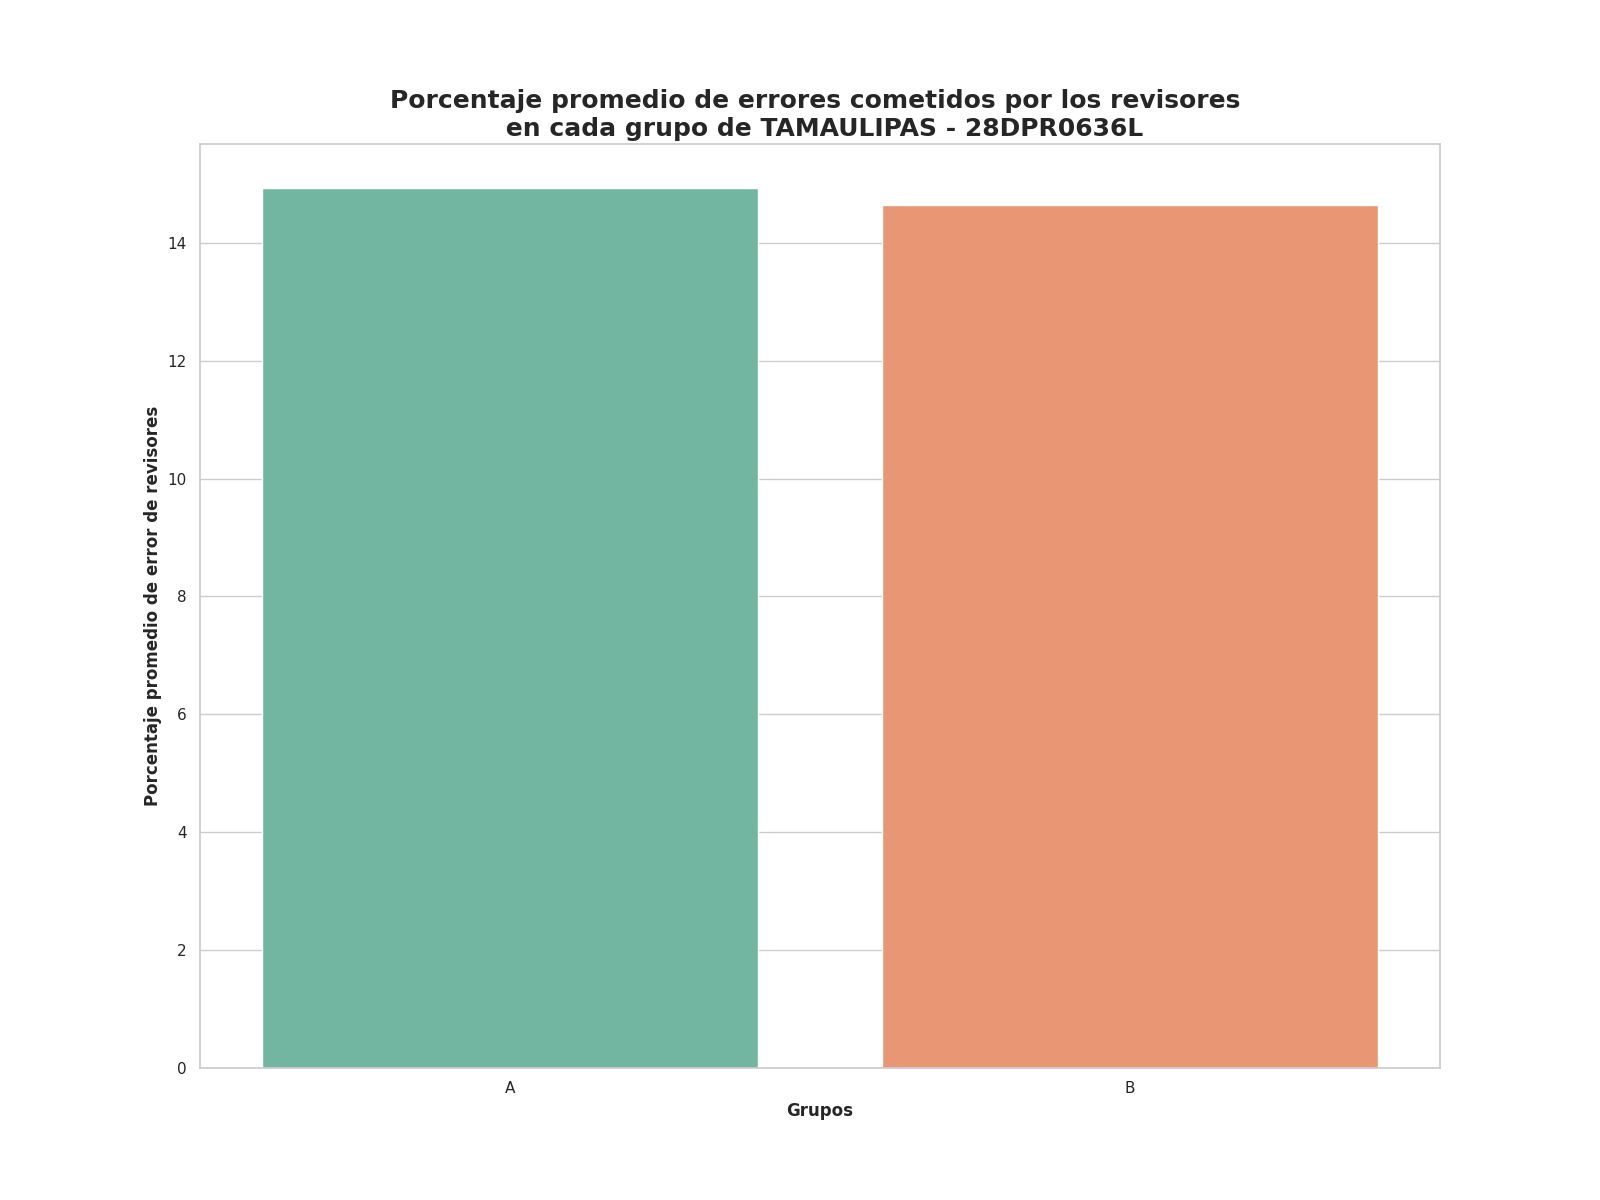 Porcentaje promedio de errores cometidos por los revisores
en cada grupo de TAMAULIPAS - 28DPR0636L
Porcentaje promedio de error de revisores
14
12
10
8
6
4
2
0
A
B
Grupos